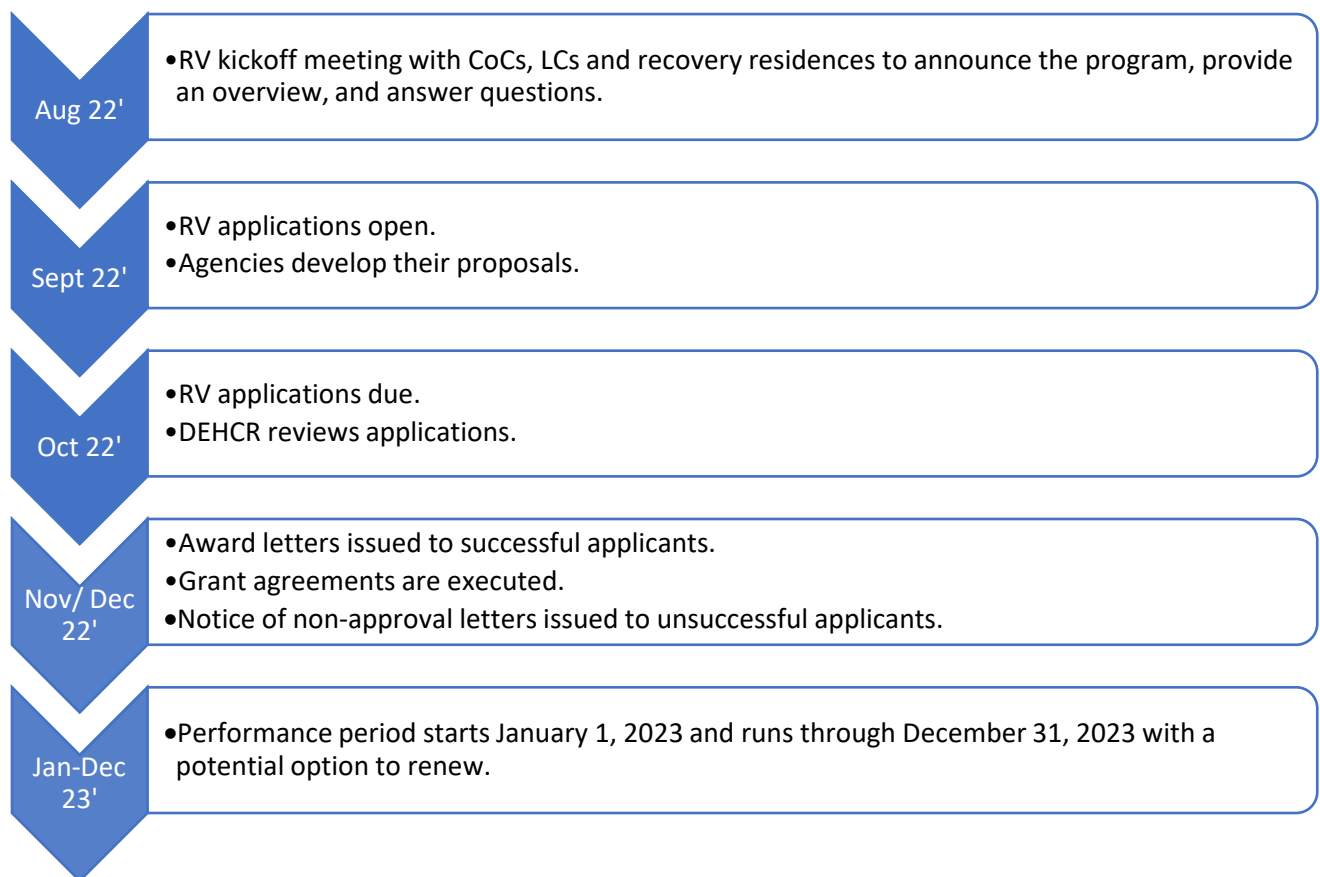 Aug 22'
•RV kickoff meeting with CoCs, LCs and recovery residences to announce the program, provide
an overview, and answer questions.
Sept 22'
•RV applications open.
•Agencies develop their proposals.
Oct 22'
•RV applications due.
•DEHCR reviews applications.
Nov/ Dec
22'
•Award letters issued to successful applicants.
•Grant agreements are executed.
•Notice of non-approval letters issued to unsuccessful applicants.
Jan-Dec
23'
•Performance period starts January 1, 2023 and runs through December 31, 2023 with a
potential option to renew.